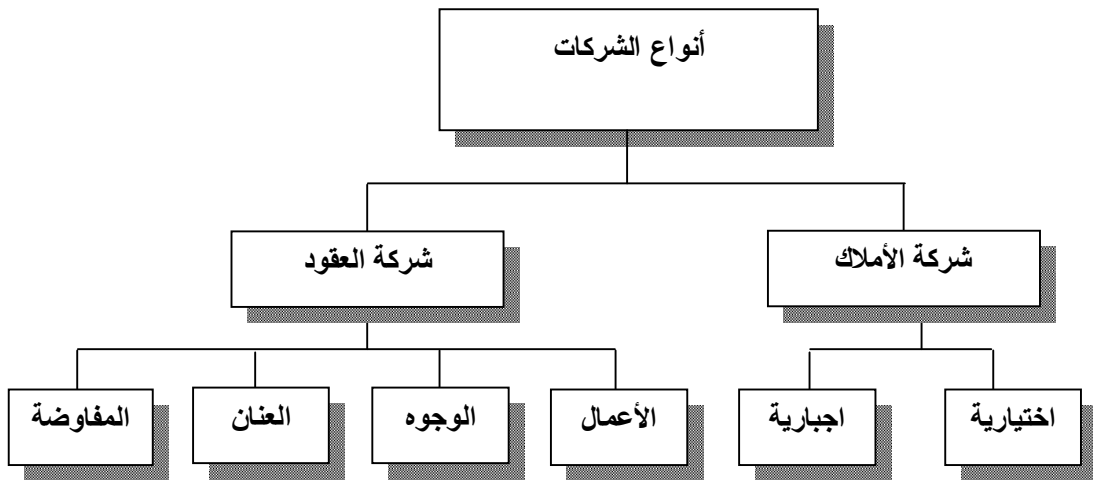 أنواع الشركات
شركة الأملاك
شركة العقود
اختيارية
اجبارية
الأعمال
الوجوه
العنان
المفاوضة